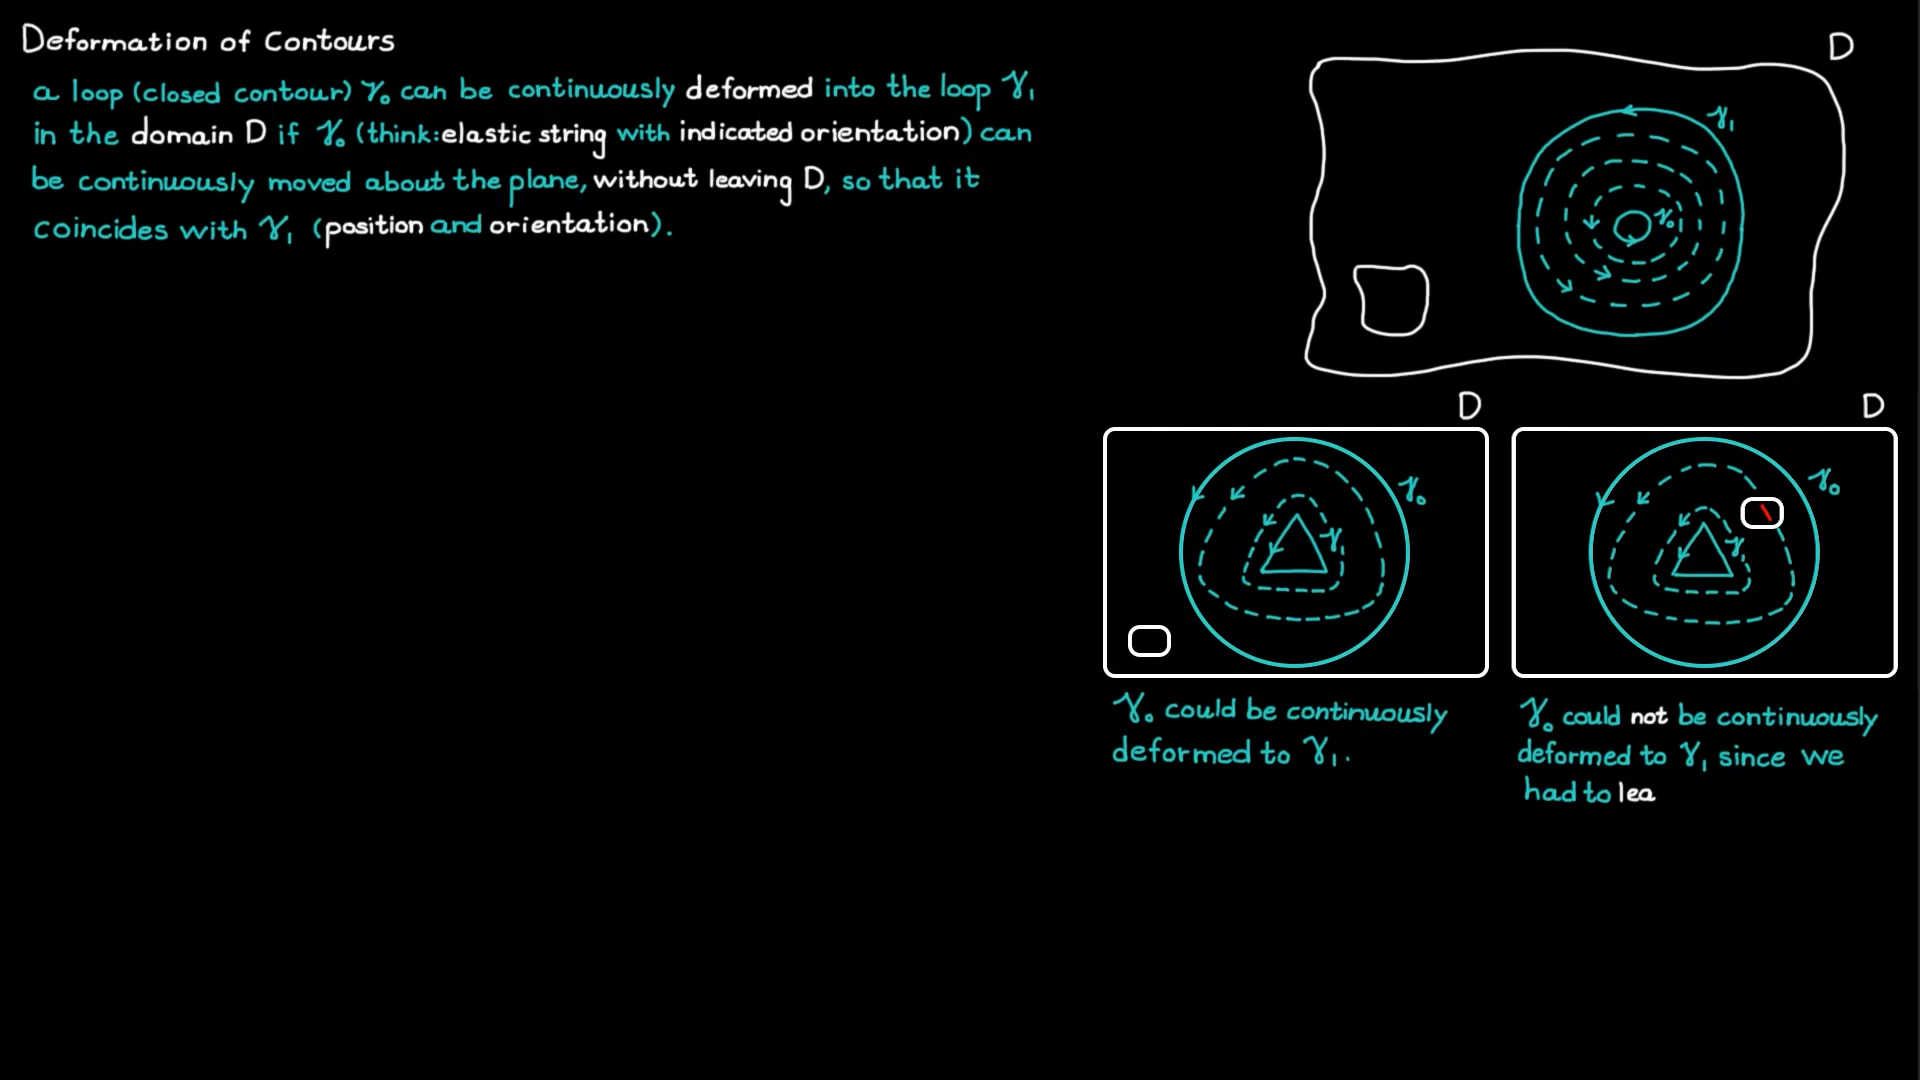 Deformation of Contours
a loop (closed contour) γ₀ can be continuously deformed into the loop γ₁
in the domain D if γ₀ (think: elastic string with indicated orientation) can
be continuously moved about the plane, without leaving D, so that it
coincides with γ₁ (position and orientation).
D
γ₁
γ₀
D
γ₀
γ₁
D
γ₀
γ₁
γ₀ could be continuously
deformed to γ₁.
γ₀ could not be continuously
deformed to γ₁ since we
had to lea